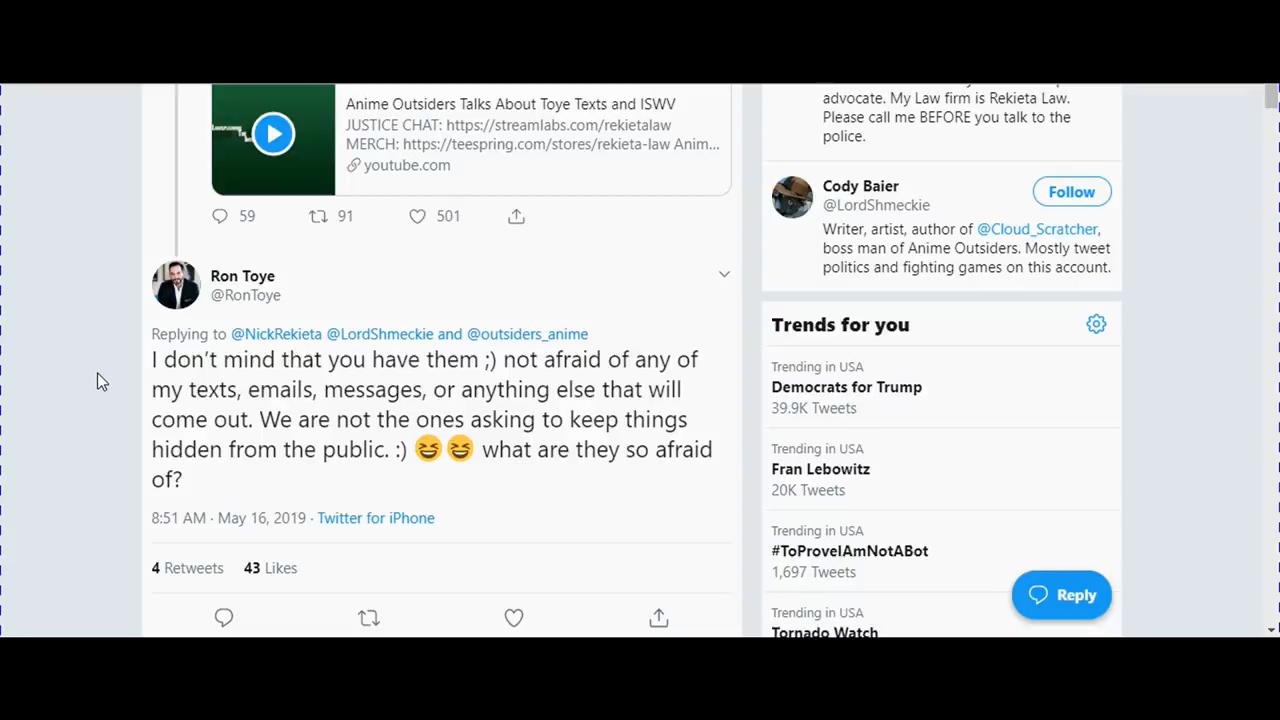 Anime Outsiders Talks About Toye Texts and ISWV
JUSTICE CHAT: https://streamlabs.com/rekietalaw
MERCH: https://teespring.com/stores/rekieta-law Anim...
youtube.com
59 91 501
Ron Toye
@RonToye
Replying to @NickRekieta @LordShmeckie and @outsiders_anime
I don’t mind that you have them ;) not afraid of any of
my texts, emails, messages, or anything else that will
come out. We are not the ones asking to keep things
hidden from the public. :) 😆😆 what are they so afraid
of?
8:51 AM · May 16, 2019 · Twitter for iPhone
4 Retweets 43 Likes
advocate. My Law firm is Rekieta Law.
Please call me BEFORE you talk to the
police.
Cody Baier
@LordShmeckie
Follow
Writer, artist, author of @Cloud_Scratcher,
boss man of Anime Outsiders. Mostly tweet
politics and fighting games on this account.
Trends for you
Trending in USA
Democrats for Trump
39.9K Tweets
Trending in USA
Fran Lebowitz
20K Tweets
Trending in USA
#ToProveIAmNotABot
1,697 Tweets
Trending in USA
Tornado Watch
Reply